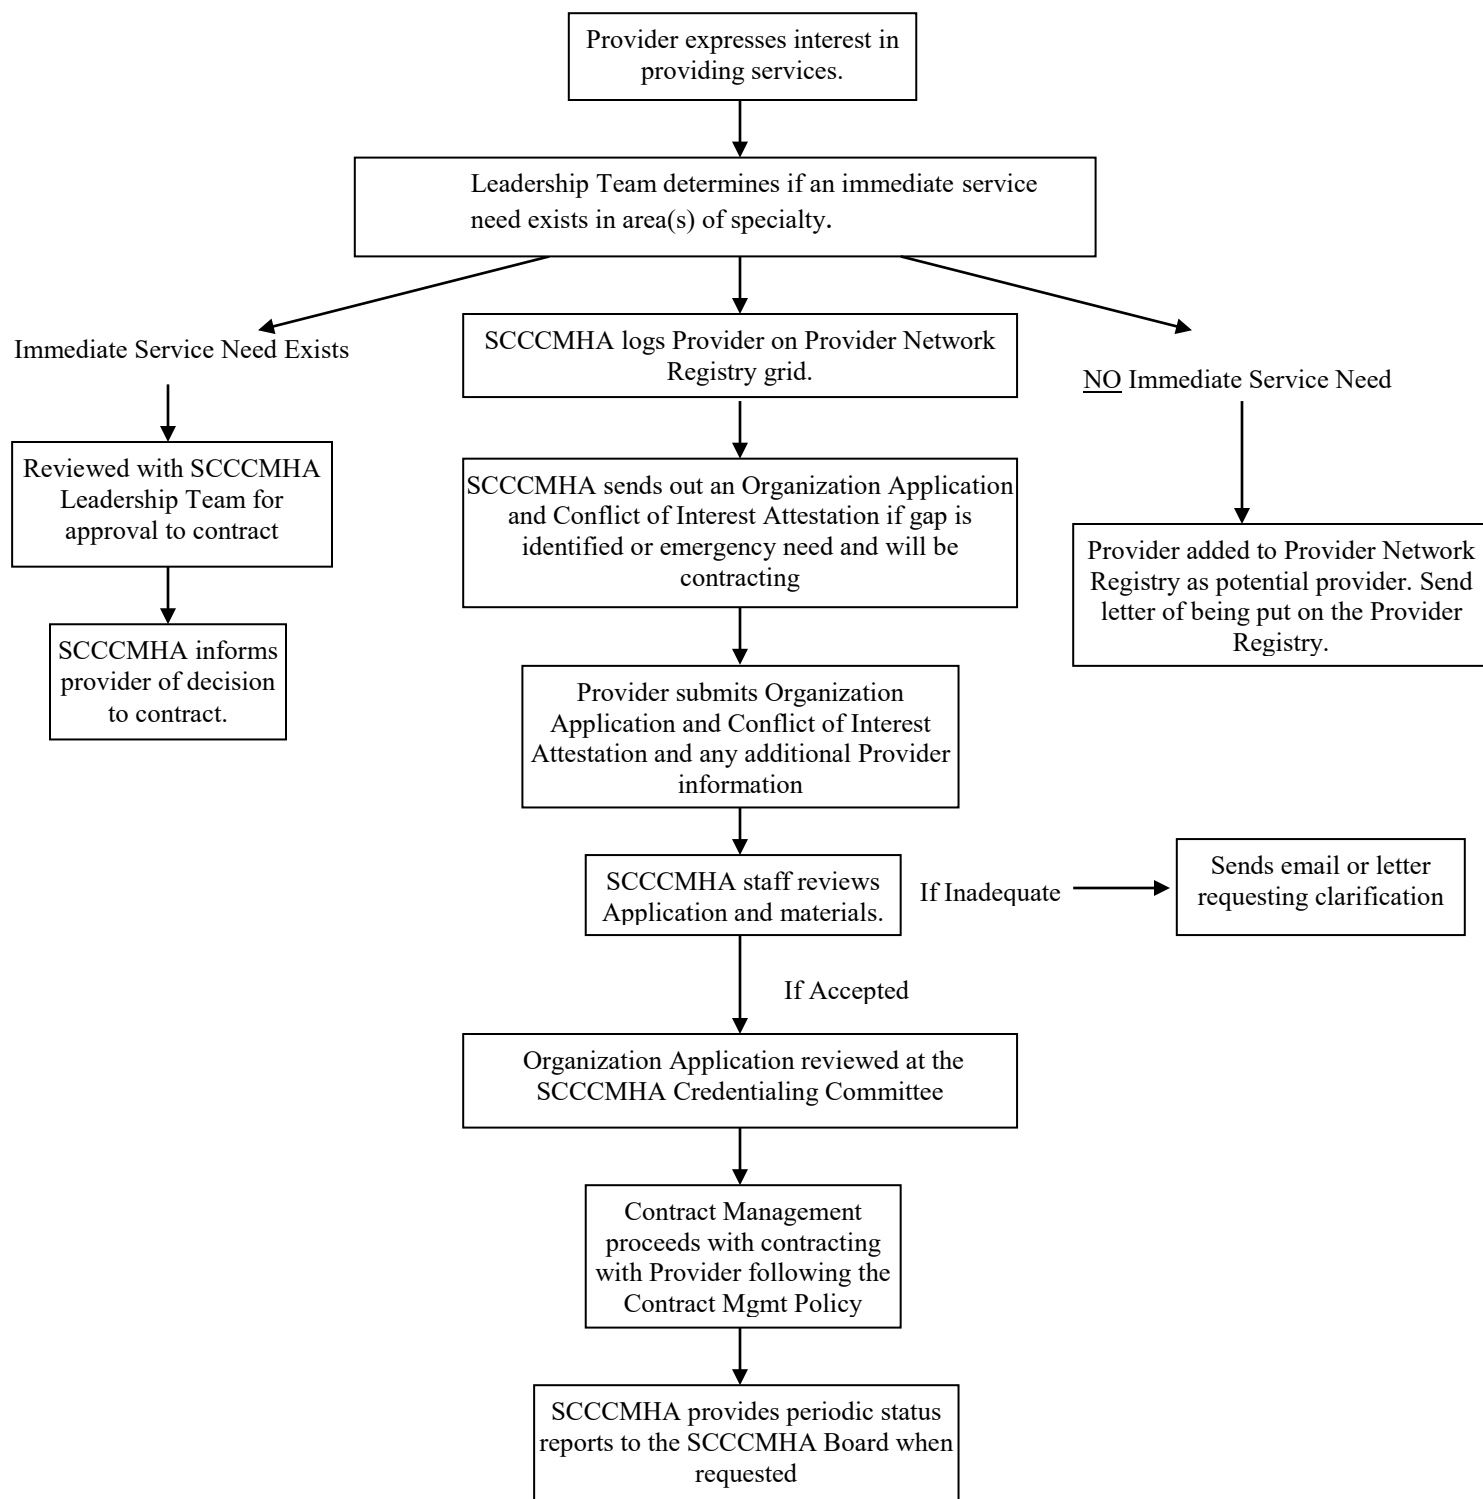 Provider expresses interest in
providing services.
Leadership Team determines if an immediate service
need exists in area(s) of specialty.
Immediate Service Need Exists
SCCCMHA logs Provider on Provider Network
Registry grid.
NO Immediate Service Need
Reviewed with SCCCMHA
Leadership Team for
approval to contract
SCCCMHA sends out an Organization Application
and Conflict of Interest Attestation if gap is
identified or emergency need and will be
contracting
Provider added to Provider Network
Registry as potential provider. Send
letter of being put on the Provider
Registry.
SCCCMHA informs
provider of decision
to contract.
Provider submits Organization
Application and Conflict of Interest
Attestation and any additional Provider
information
SCCCMHA staff reviews
Application and materials.
If Inadequate
Sends email or letter
requesting clarification
If Accepted
Organization Application reviewed at the
SCCCMHA Credentialing Committee
Contract Management
proceeds with contracting
with Provider following the
Contract Mgmt Policy
SCCCMHA provides periodic status
reports to the SCCCMHA Board when
requested